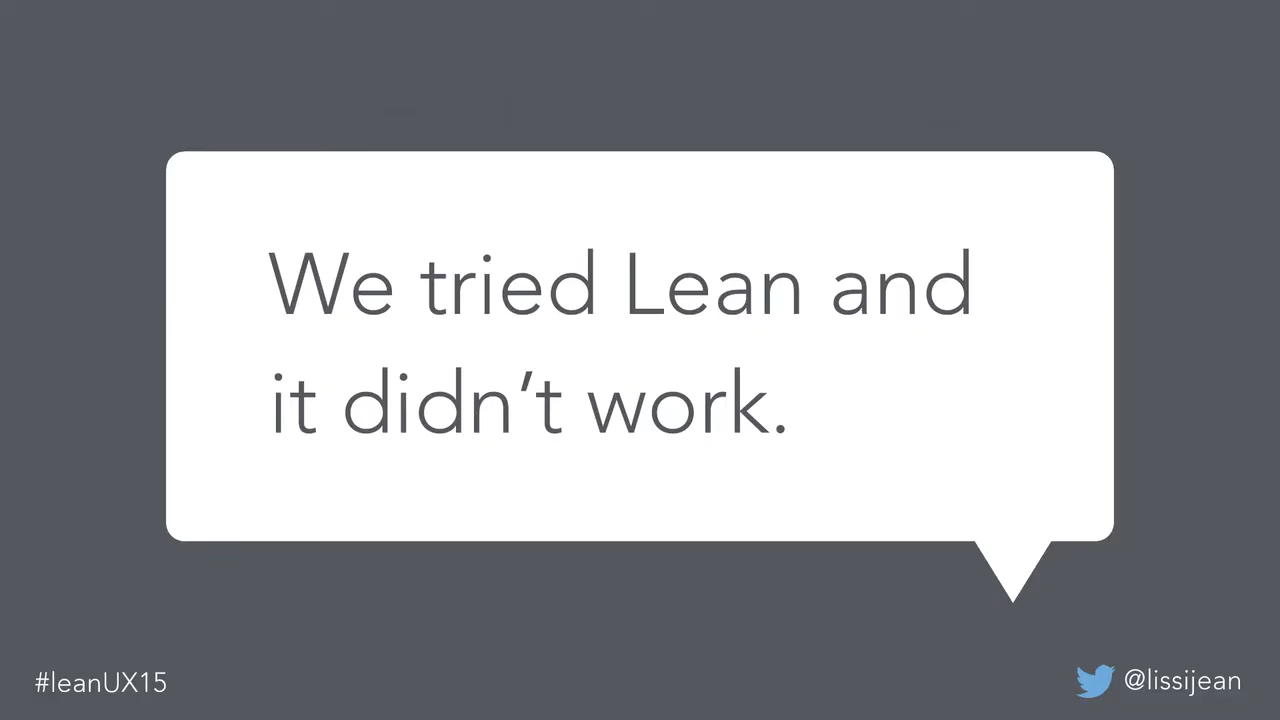 We tried Lean and
it didn’t work.
#leanUX15
@lissijean